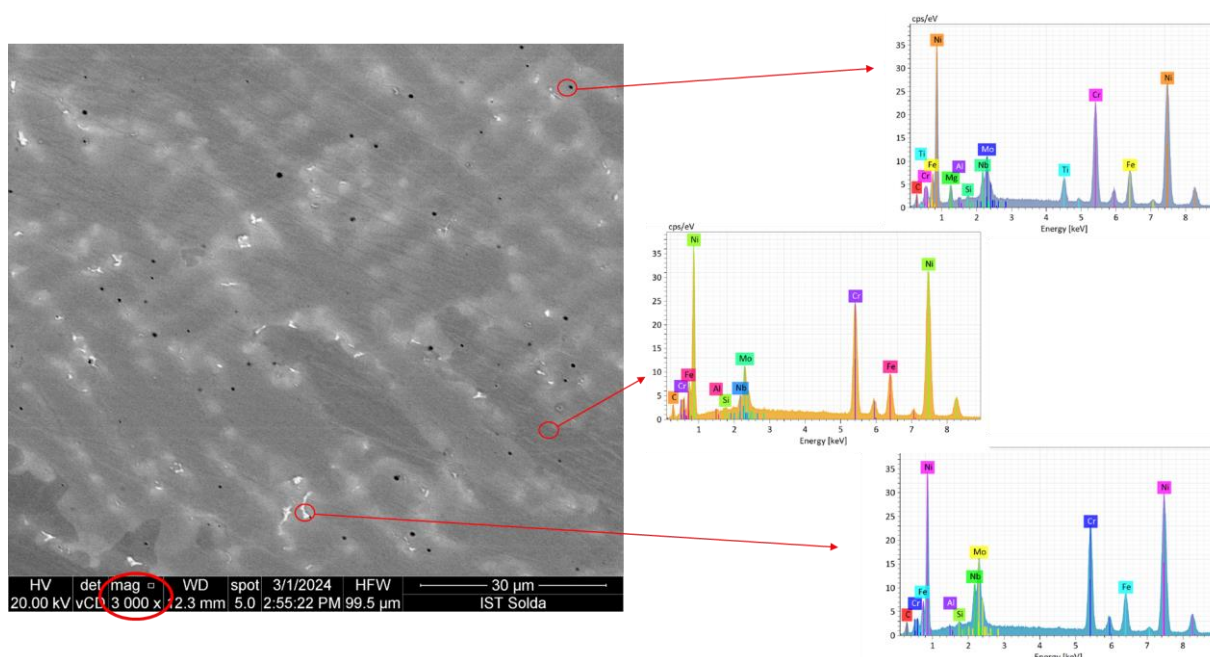 cps/eV
35
30
25
20
15
10
5
0
Ni Ni
Cr
Mo
Ti Fe Al Nb Ti Fe
C Cr Mg Si
1 2 3 4 5 6 7 8
Energy [keV]
cps/eV
35
30
25
20
15
10
5
0
Ni Ni
Cr
Mo Fe
Cr Fe Al Nb
C Si
1 2 3 4 5 6 7 8
Energy [keV]
35
30
25
20
15
10
5
0
Ni Ni
Cr
Mo
Nb
Fe Fe
Cr Al
C Si
1 2 3 4 5 6 7 8
Energy [keV]
HV det mag □ WD spot 3/1/2024 HFW 30 µm
20.00 kV vCD 3 000 x 12.3 mm 5.0 2:55:22 PM 99.5 µm IST Solda